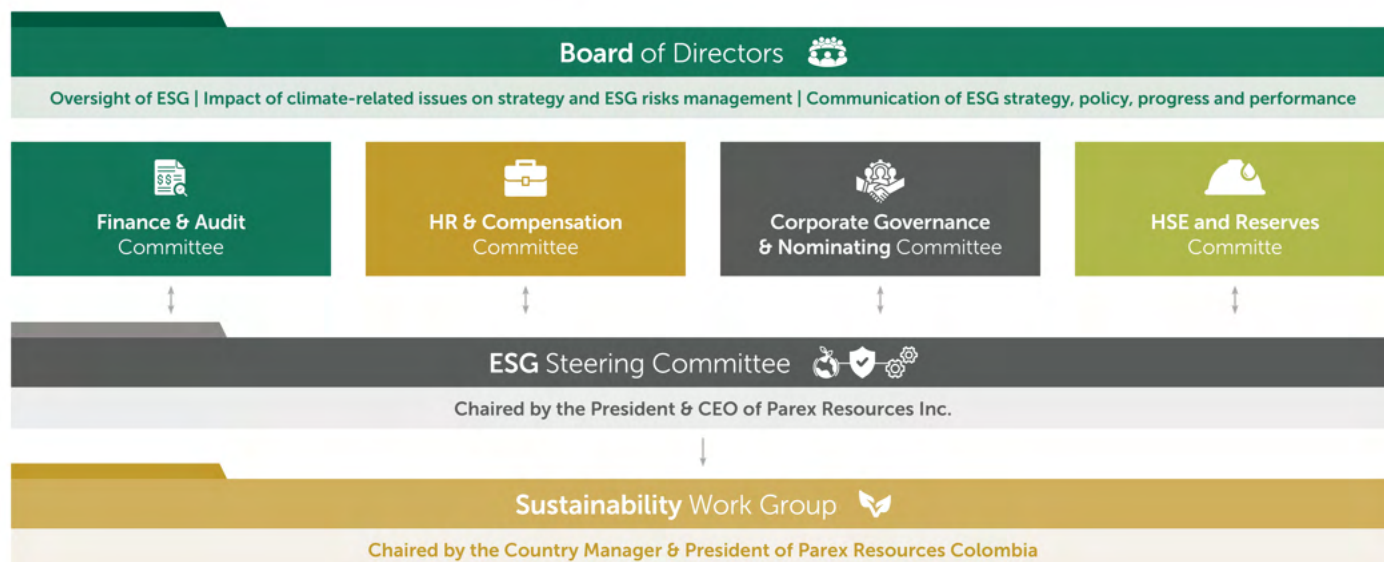 Board of Directors
Oversight of ESG | Impact of climate-related issues on strategy and ESG risks management | Communication of ESG strategy, policy, progress and performance
$$
Finance & Audit
Committee
HR & Compensation
Committee
Corporate Governance
& Nominating Committee
HSE and Reserves
Committe
ESG Steering Committee
Chaired by the President & CEO of Parex Resources Inc.
Sustainability Work Group
Chaired by the Country Manager & President of Parex Resources Colombia